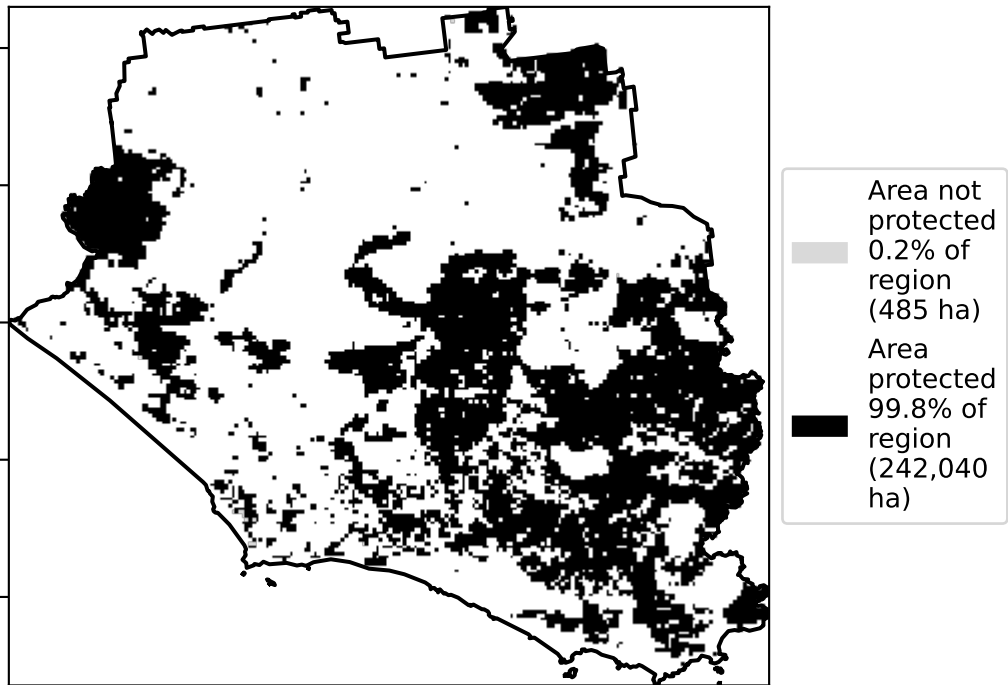 Area not
protected
0.2% of
region
(485 ha)
Area
protected
99.8% of
region
(242,040
ha)